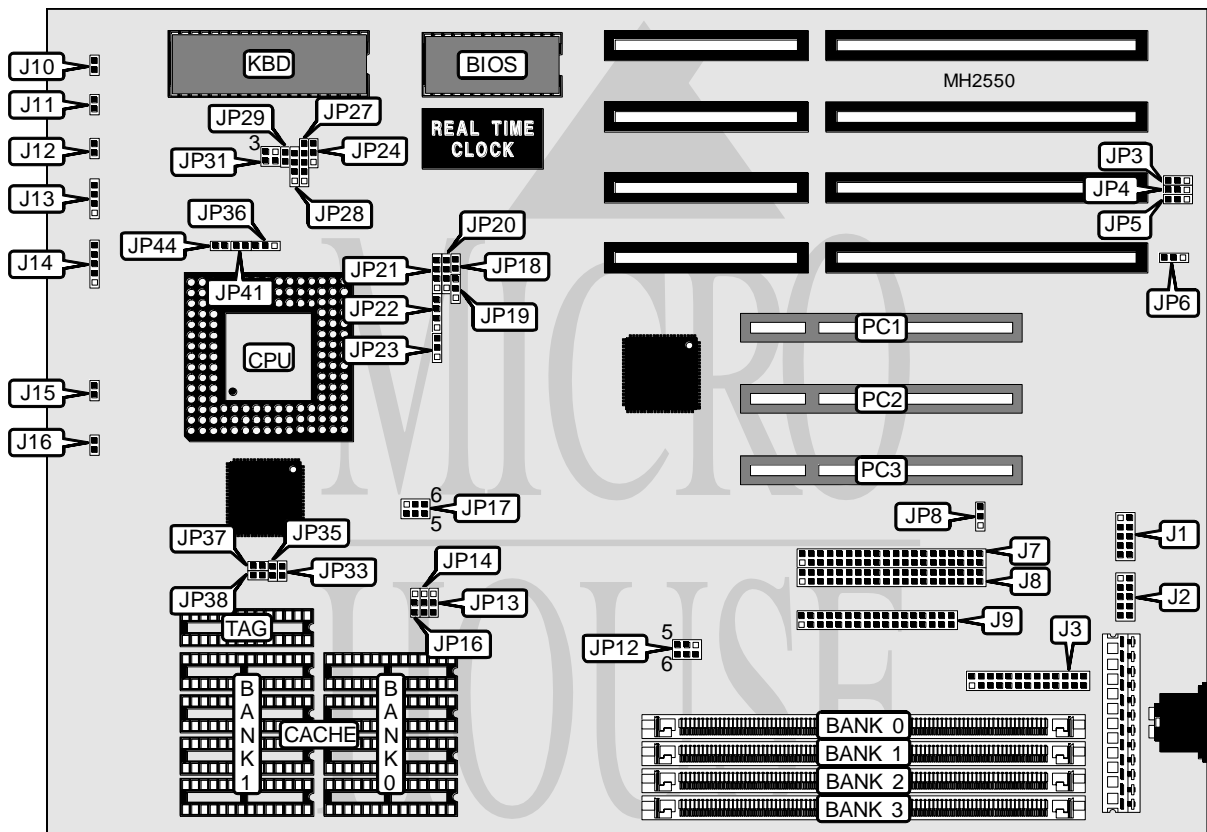 J10
KBD
BIOS
MH2550
J11
JP29
JP27
REAL TIME
CLOCK
J12
3
JP31
JP24
JP3
JP4
JP5
J13
JP28
JP36
JP20
JP44
J14
JP41
JP21
JP18
JP6
JP22
JP19
CPU
JP23
PC1
J15
PC2
J16
PC3
6
JP17
5
JP8
JP37
JP35
J1
JP33
JP14
J7
J8
JP38
JP13
J2
TAG
JP16
J9
5
JP12
6
J3
BANK1
CACHE
BANK0
BANK 0
BANK 1
BANK 2
BANK 3
MICRO
HOUSE